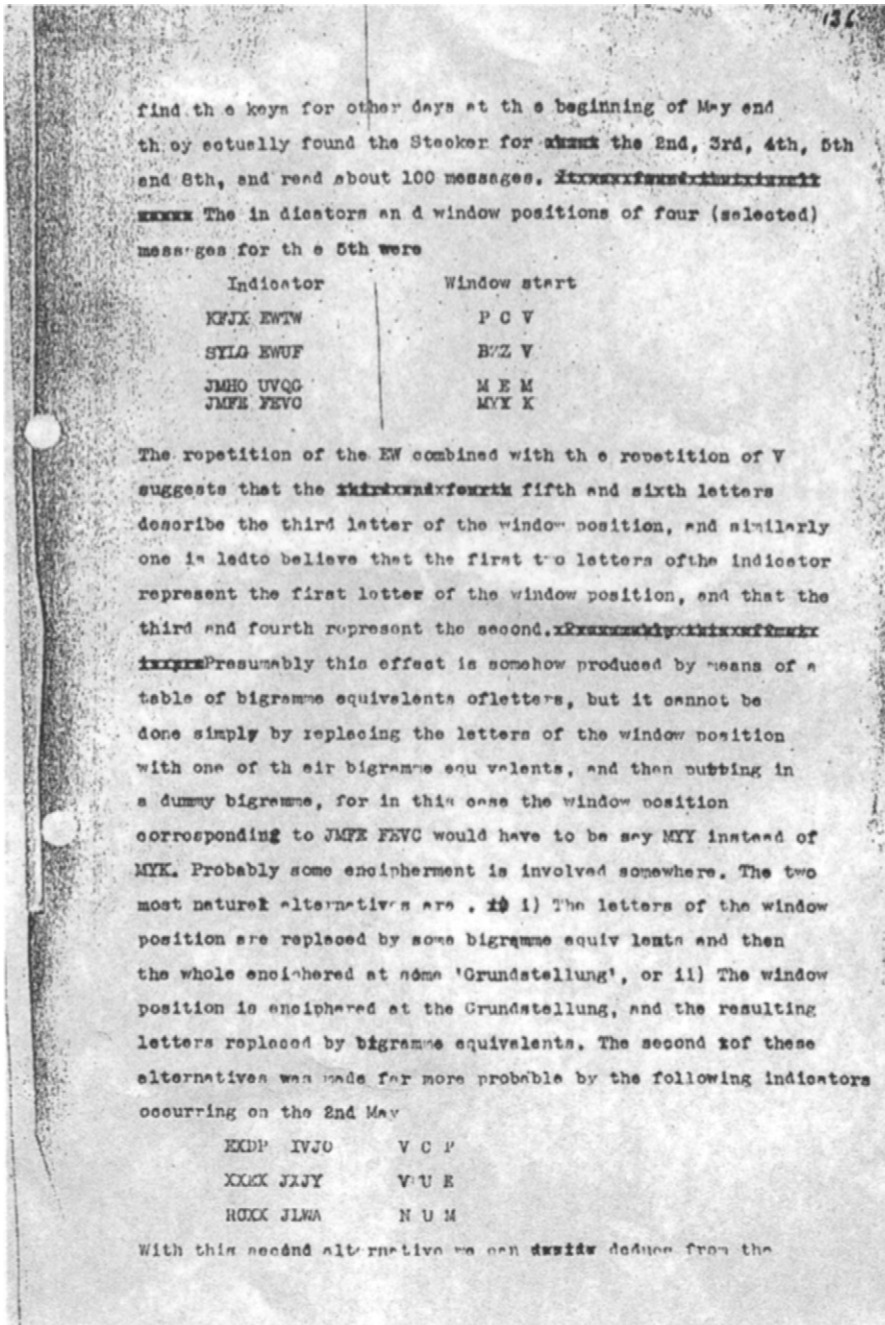 136
find th e keys for other days at th e beginning of May and
th ey actually found the Stecker for the 2nd, 3rd, 4th, 5th
and 8th, and read about 100 messages.
The in dicators an d window positions of four (selected)
messages for th e 5th were
Indicator Window start
KFJX EWTW P C V
SYLG EWUF BZZ V
JMHO UVQG M E M
JMFE FEVC MYY K
The repetition of the EW combined with th e repetition of V
suggests that the fifth and sixth letters
describe the third letter of the window position, and similarly
one is ledto believe that the first two letters ofthe indicator
represent the first letter of the window position, and that the
third and fourth represent the second.
Presumably this effect is somehow produced by means of a
table of bigramme equivalents ofletters, but it cannot be
done simply by replacing the letters of the window position
with one of th eir bigramme equ valents, and then putting in
a dummy bigramme, for in this case the window position
corresponding to JMFE FEVC would have to be say MYY instead of
MYK. Probably some encipherment is involved somewhere. The two
most natural alternatives are . i) The letters of the window
position are replaced by some bigramme equiv lents and then
the whole enciphered at some 'Grundstellung', or ii) The window
position is enciphered at the Grundstellung, and the resulting
letters replaced by bigramme equivalents. The second of these
alternatives was made far more probable by the following indicators
occurring on the 2nd May
EXDP IVJO V C P
XXEX JXJY V U E
RCXX JLWA N U M
With this second alternative we can deduce from the